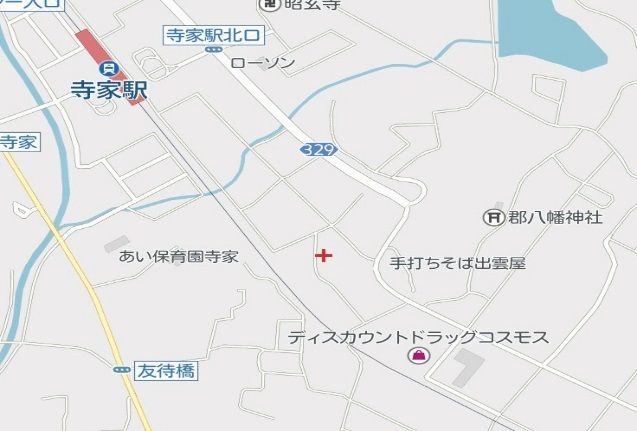 昭玄寺
寺家駅北口
ローソン
寺家駅
寺家
329
郡八幡神社
あい保育園寺家
手打ちそば出雲屋
ディスカウントドラッグコスモス
友待橋